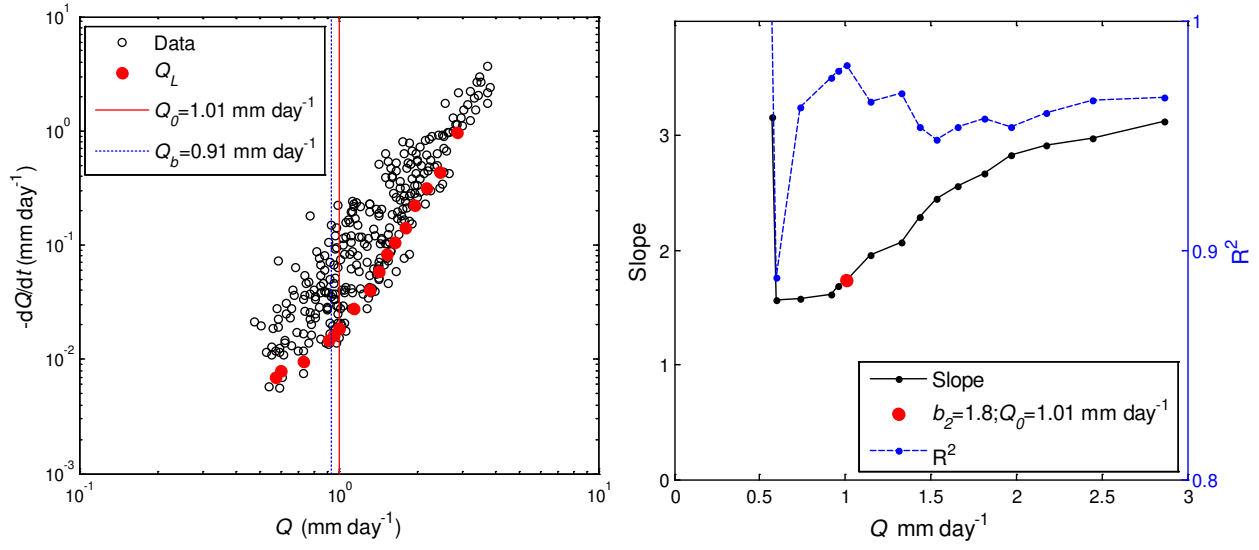 10^1
10^0
10^-1
10^-2
10^-3
10^-1
10^0
10^1
-dQ/dt (mm day^-1)
Q (mm day^-1)
Data
Q_L
Q_0=1.01 mm day^-1
Q_b=0.91 mm day^-1
3
2
1
0
0
0.5
1
1.5
2
2.5
3
Slope
Q mm day^-1
1
0.9
0.8
R^2
Slope
b_2=1.8;Q_0=1.01 mm day^-1
R^2